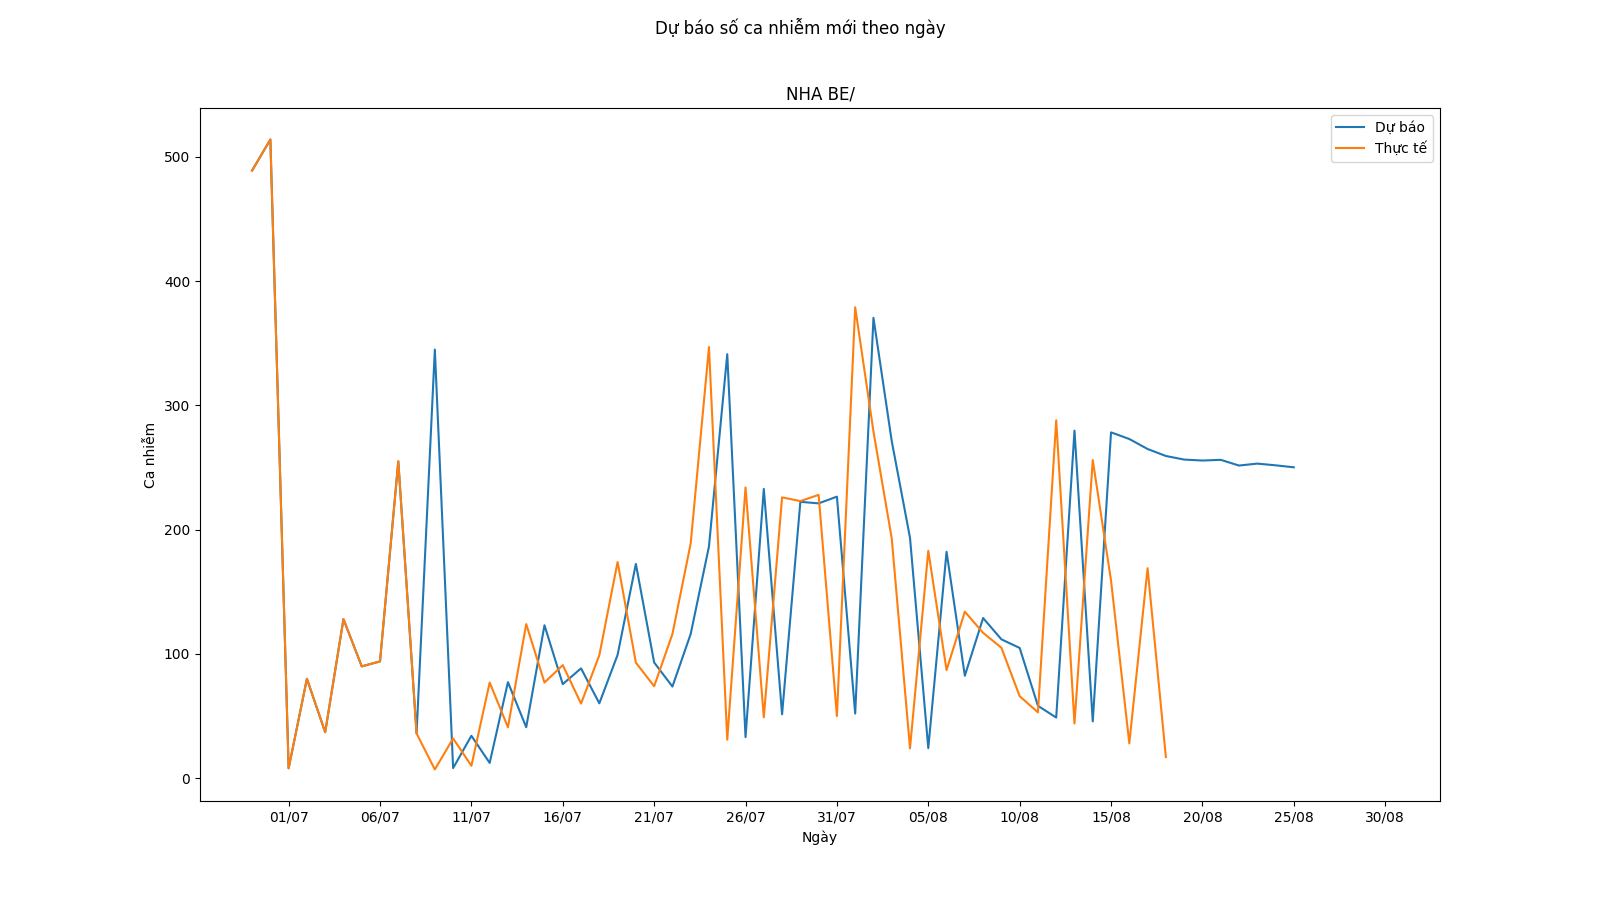 Dự báo số ca nhiễm mới theo ngày
NHA BE/
Dự báo
Thực tế
500
400
300
200
100
0
Ca nhiễm
01/07 06/07 11/07 16/07 21/07 26/07 31/07 05/08 10/08 15/08 20/08 25/08 30/08
Ngày